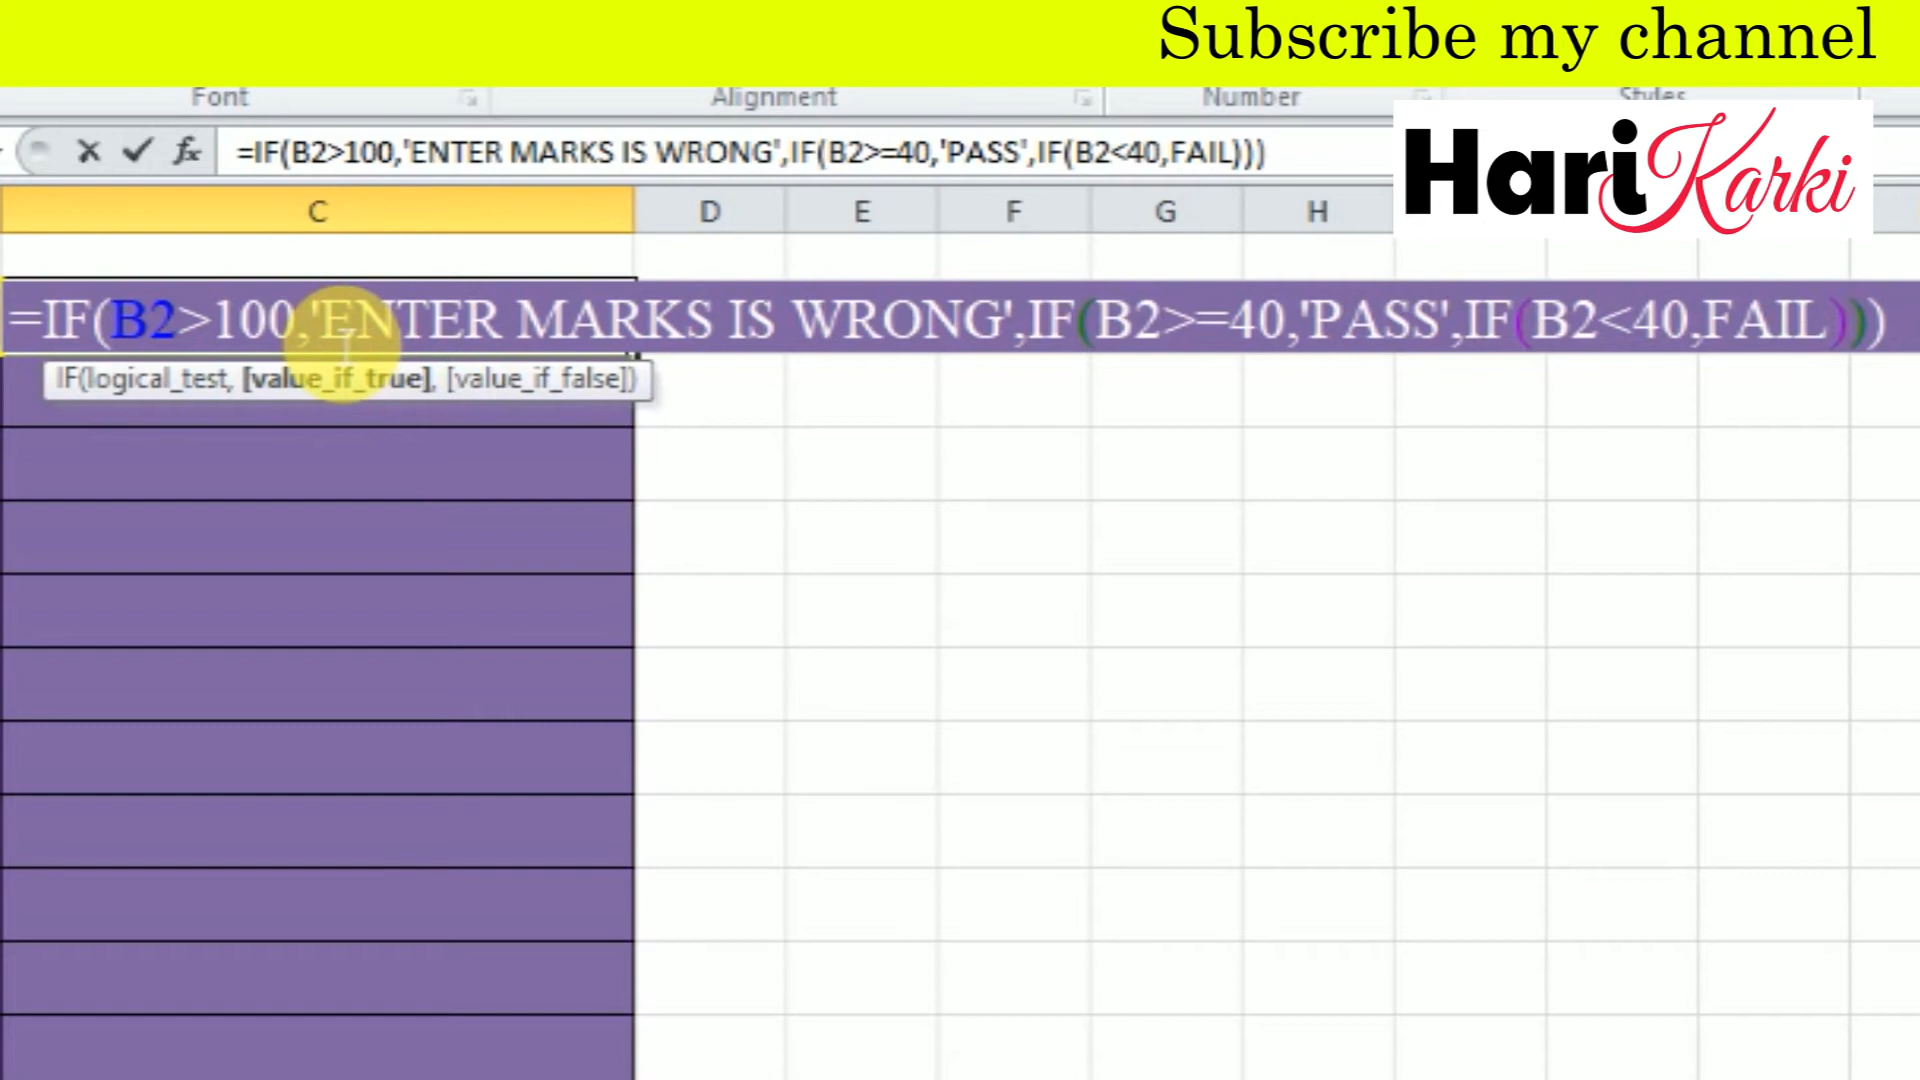 Subscribe my channel
Font Alignment Number Styles
=IF(B2>100,'ENTER MARKS IS WRONG',IF(B2>=40,'PASS',IF(B2<40,FAIL)))
Hari Karki
C D E F G H
=IF(B2>100,'ENTER MARKS IS WRONG',IF(B2>=40,'PASS',IF(B2<40,FAIL)))
IF(logical_test, [value_if_true], [value_if_false])